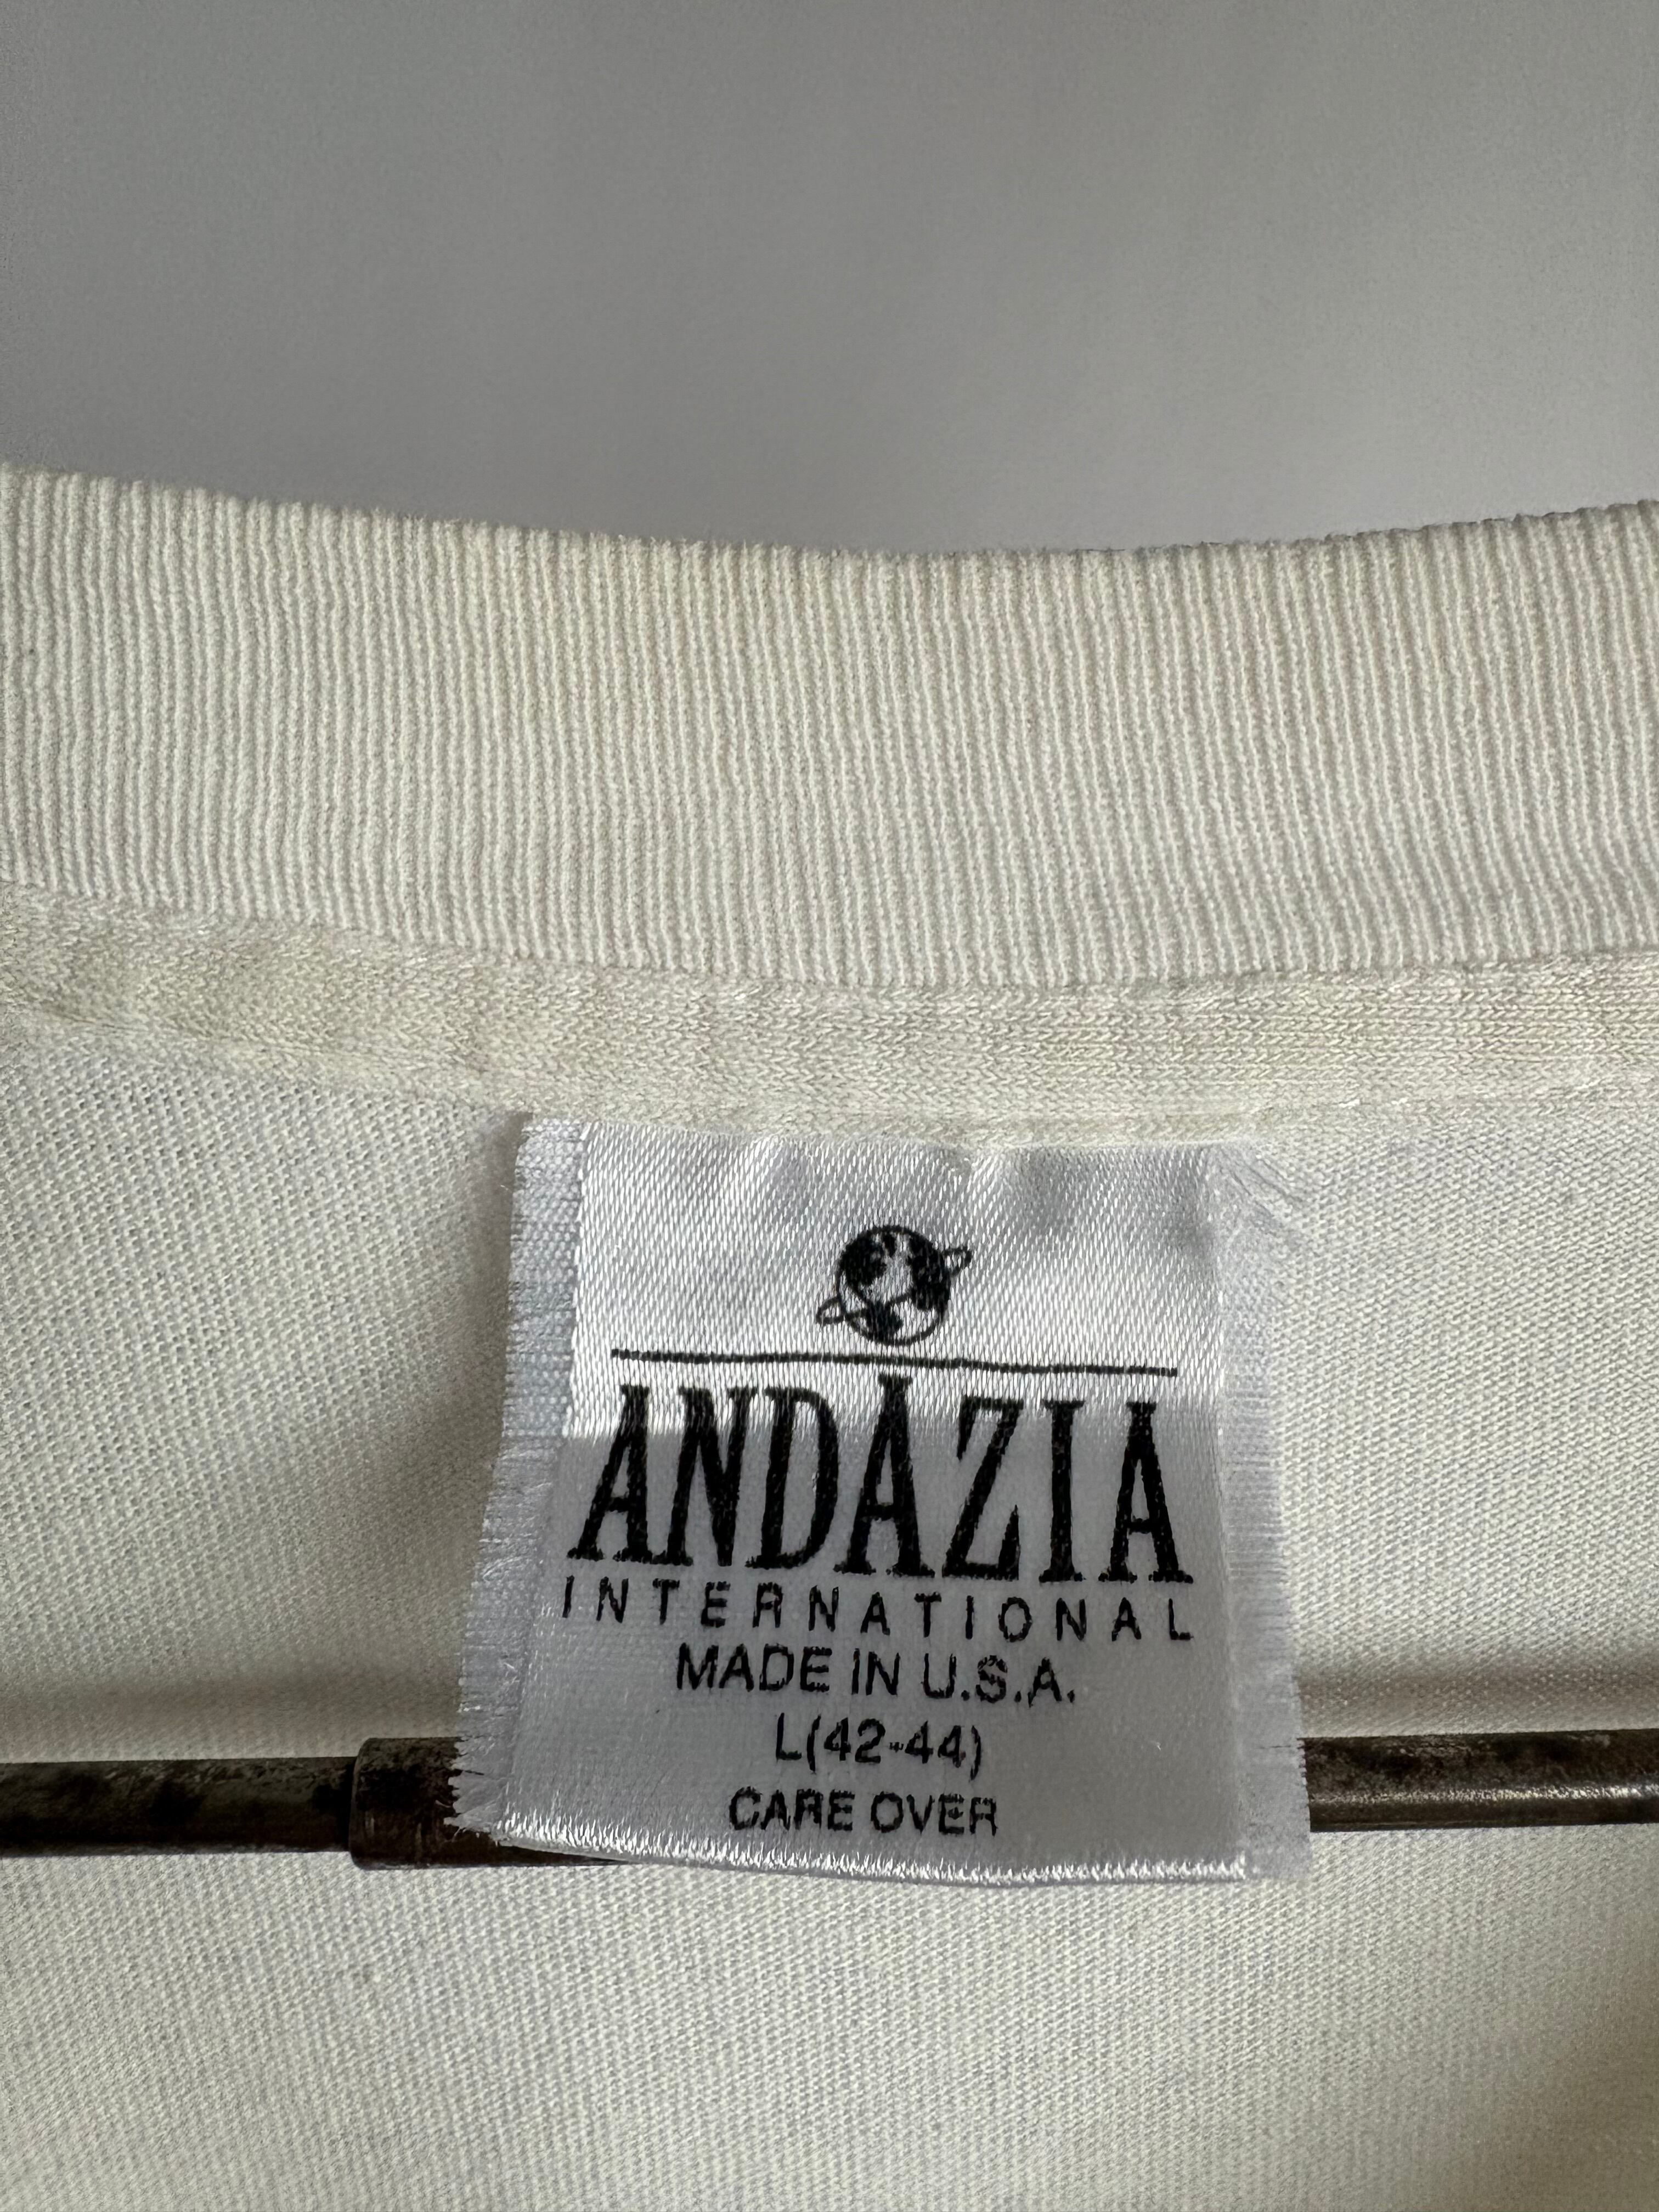 ANDAZIA
INTERNATIONAL
MADE IN U.S.A.
L(42-44)
CARE OVER